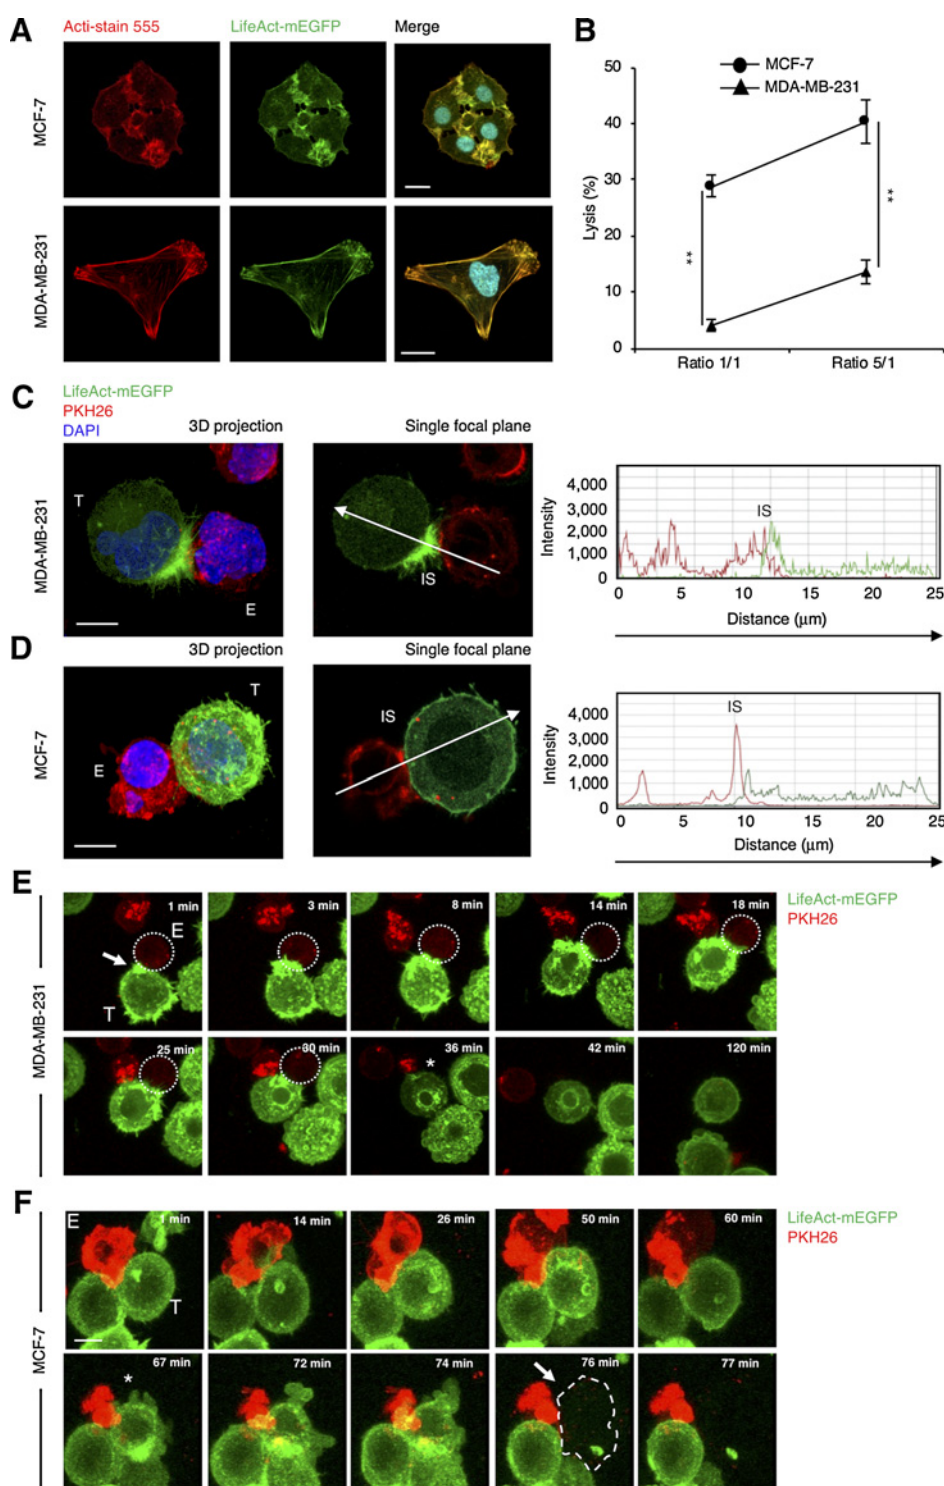 A
Acti-stain 555
LifeAct-mEGFP
Merge
MCF-7
MDA-MB-231
B
MCF-7
MDA-MB-231
Lysis (%)
50
40
30
20
10
0
**
**
Ratio 1/1
Ratio 5/1
C
LifeAct-mEGFP
PKH26
DAPI
3D projection
Single focal plane
MDA-MB-231
T
E
IS
Intensity
4,000
3,000
2,000
1,000
0
IS
0 5 10 15 20 25
Distance (µm)
D
3D projection
Single focal plane
MCF-7
T
E
IS
Intensity
4,000
3,000
2,000
1,000
0
IS
0 5 10 15 20 25
Distance (µm)
E
MDA-MB-231
1 min
3 min
8 min
14 min
18 min
E
T
LifeAct-mEGFP
PKH26
25 min
30 min
36 min
42 min
120 min
*
F
MCF-7
E
1 min
14 min
26 min
50 min
60 min
T
LifeAct-mEGFP
PKH26
67 min
72 min
74 min
76 min
77 min
*